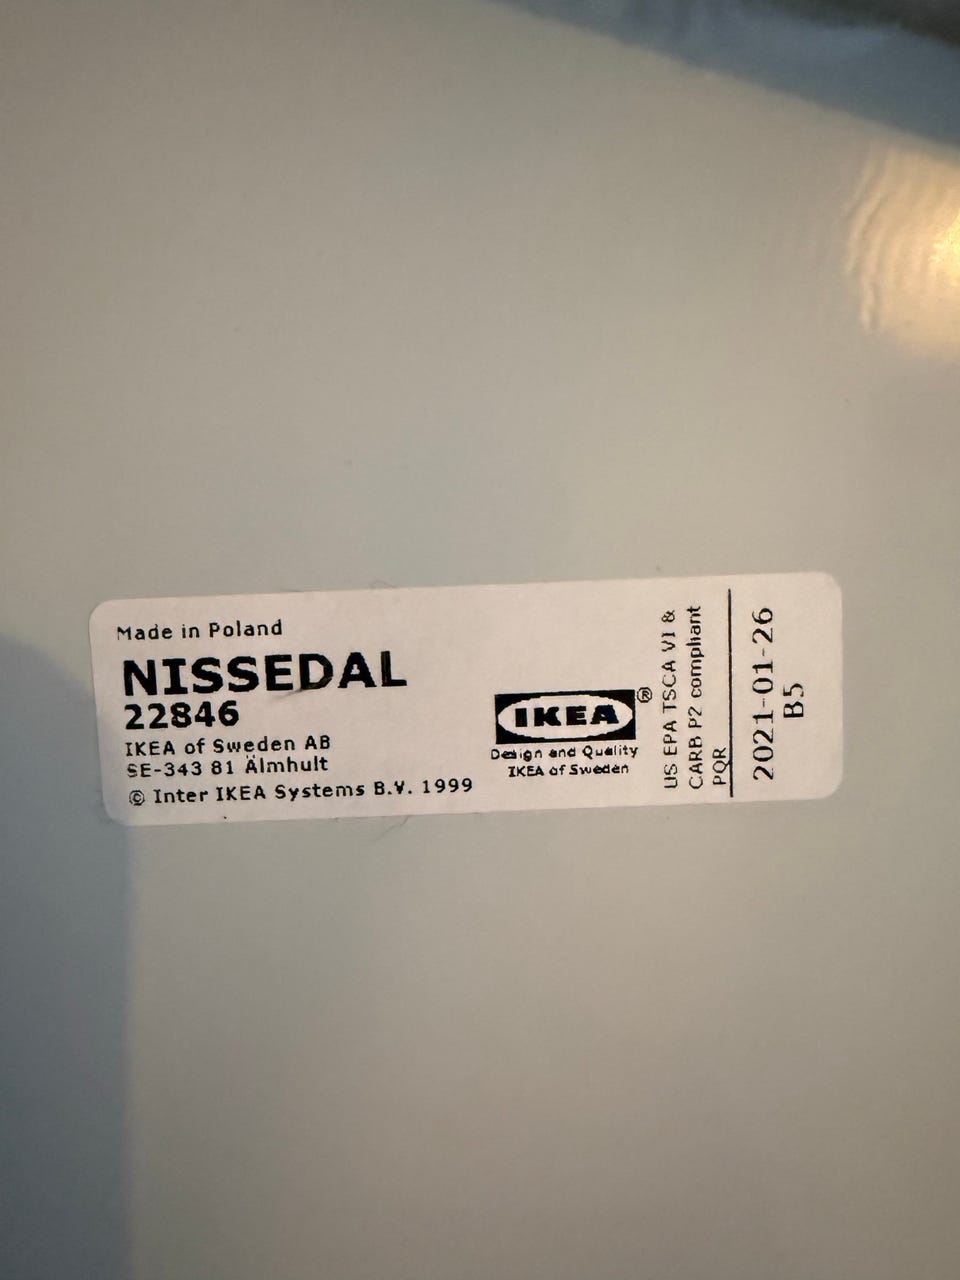 Made in Poland
NISSEDAL
22846
IKEA of Sweden AB
SE-343 81 Älmhult
© Inter IKEA Systems B.V. 1999
IKEA®
Design and Quality
IKEA of Sweden
US EPA TSCA VI &
CARB P2 compliant
PQR
2021-01-26
B5